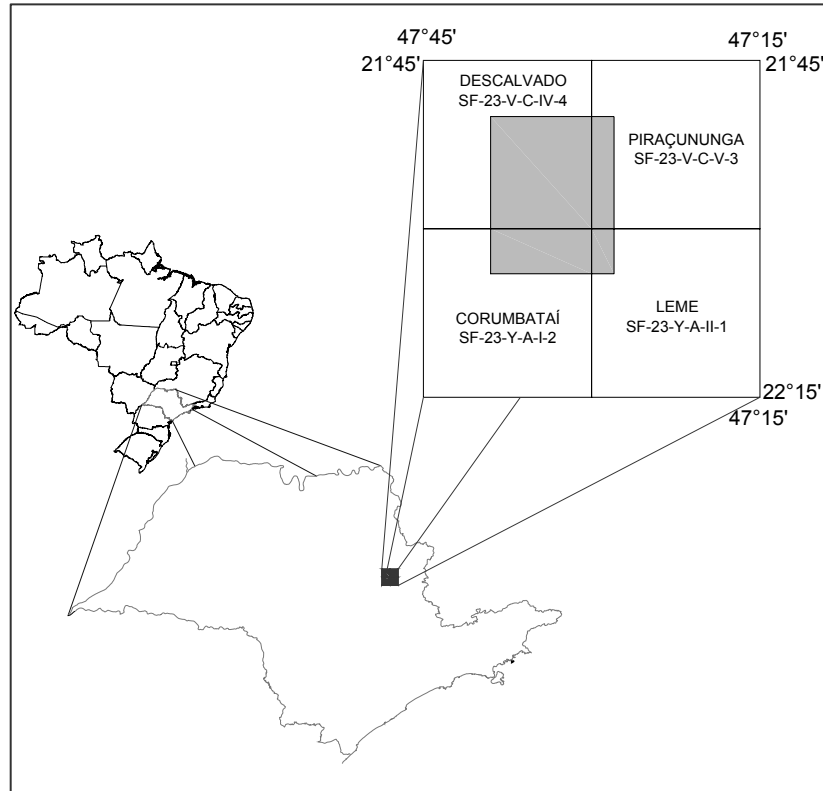 47°45' 47°15'
21°45' 21°45'
DESCALVADO
SF-23-V-C-IV-4
PIRAÇUNUNGA
SF-23-V-C-V-3
CORUMBATAÍ
SF-23-Y-A-I-2
LEME
SF-23-Y-A-II-1
22°15'
47°15'